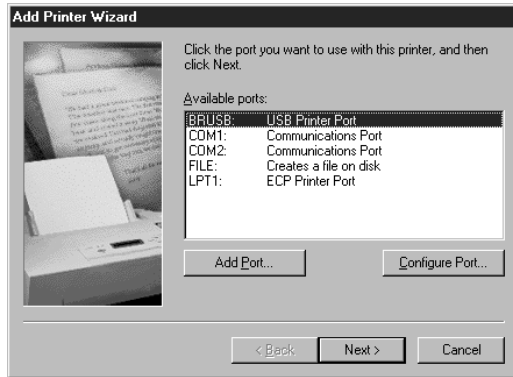 Add Printer Wizard
Click the port you want to use with this printer, and then
click Next.
Available ports:
BRUSB: USB Printer Port
COM1: Communications Port
COM2: Communications Port
FILE: Creates a file on disk
LPT1: ECP Printer Port
Add Port...
Configure Port...
< Back
Next >
Cancel